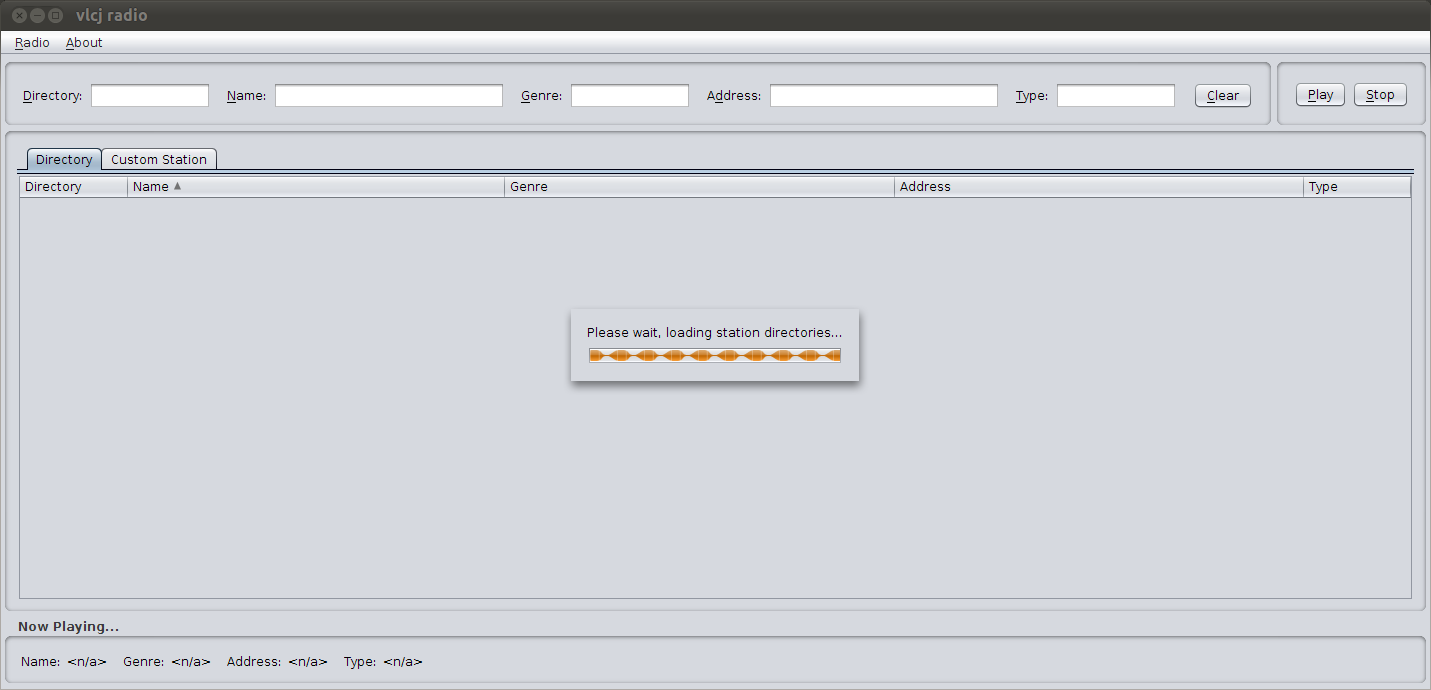 vlcj radio
Radio About
Directory: Name: Genre: Address: Type: Clear Play Stop
Directory Custom Station
Directory Name Genre Address Type
Please wait, loading station directories...
Now Playing...
Name: <n/a> Genre: <n/a> Address: <n/a> Type: <n/a>